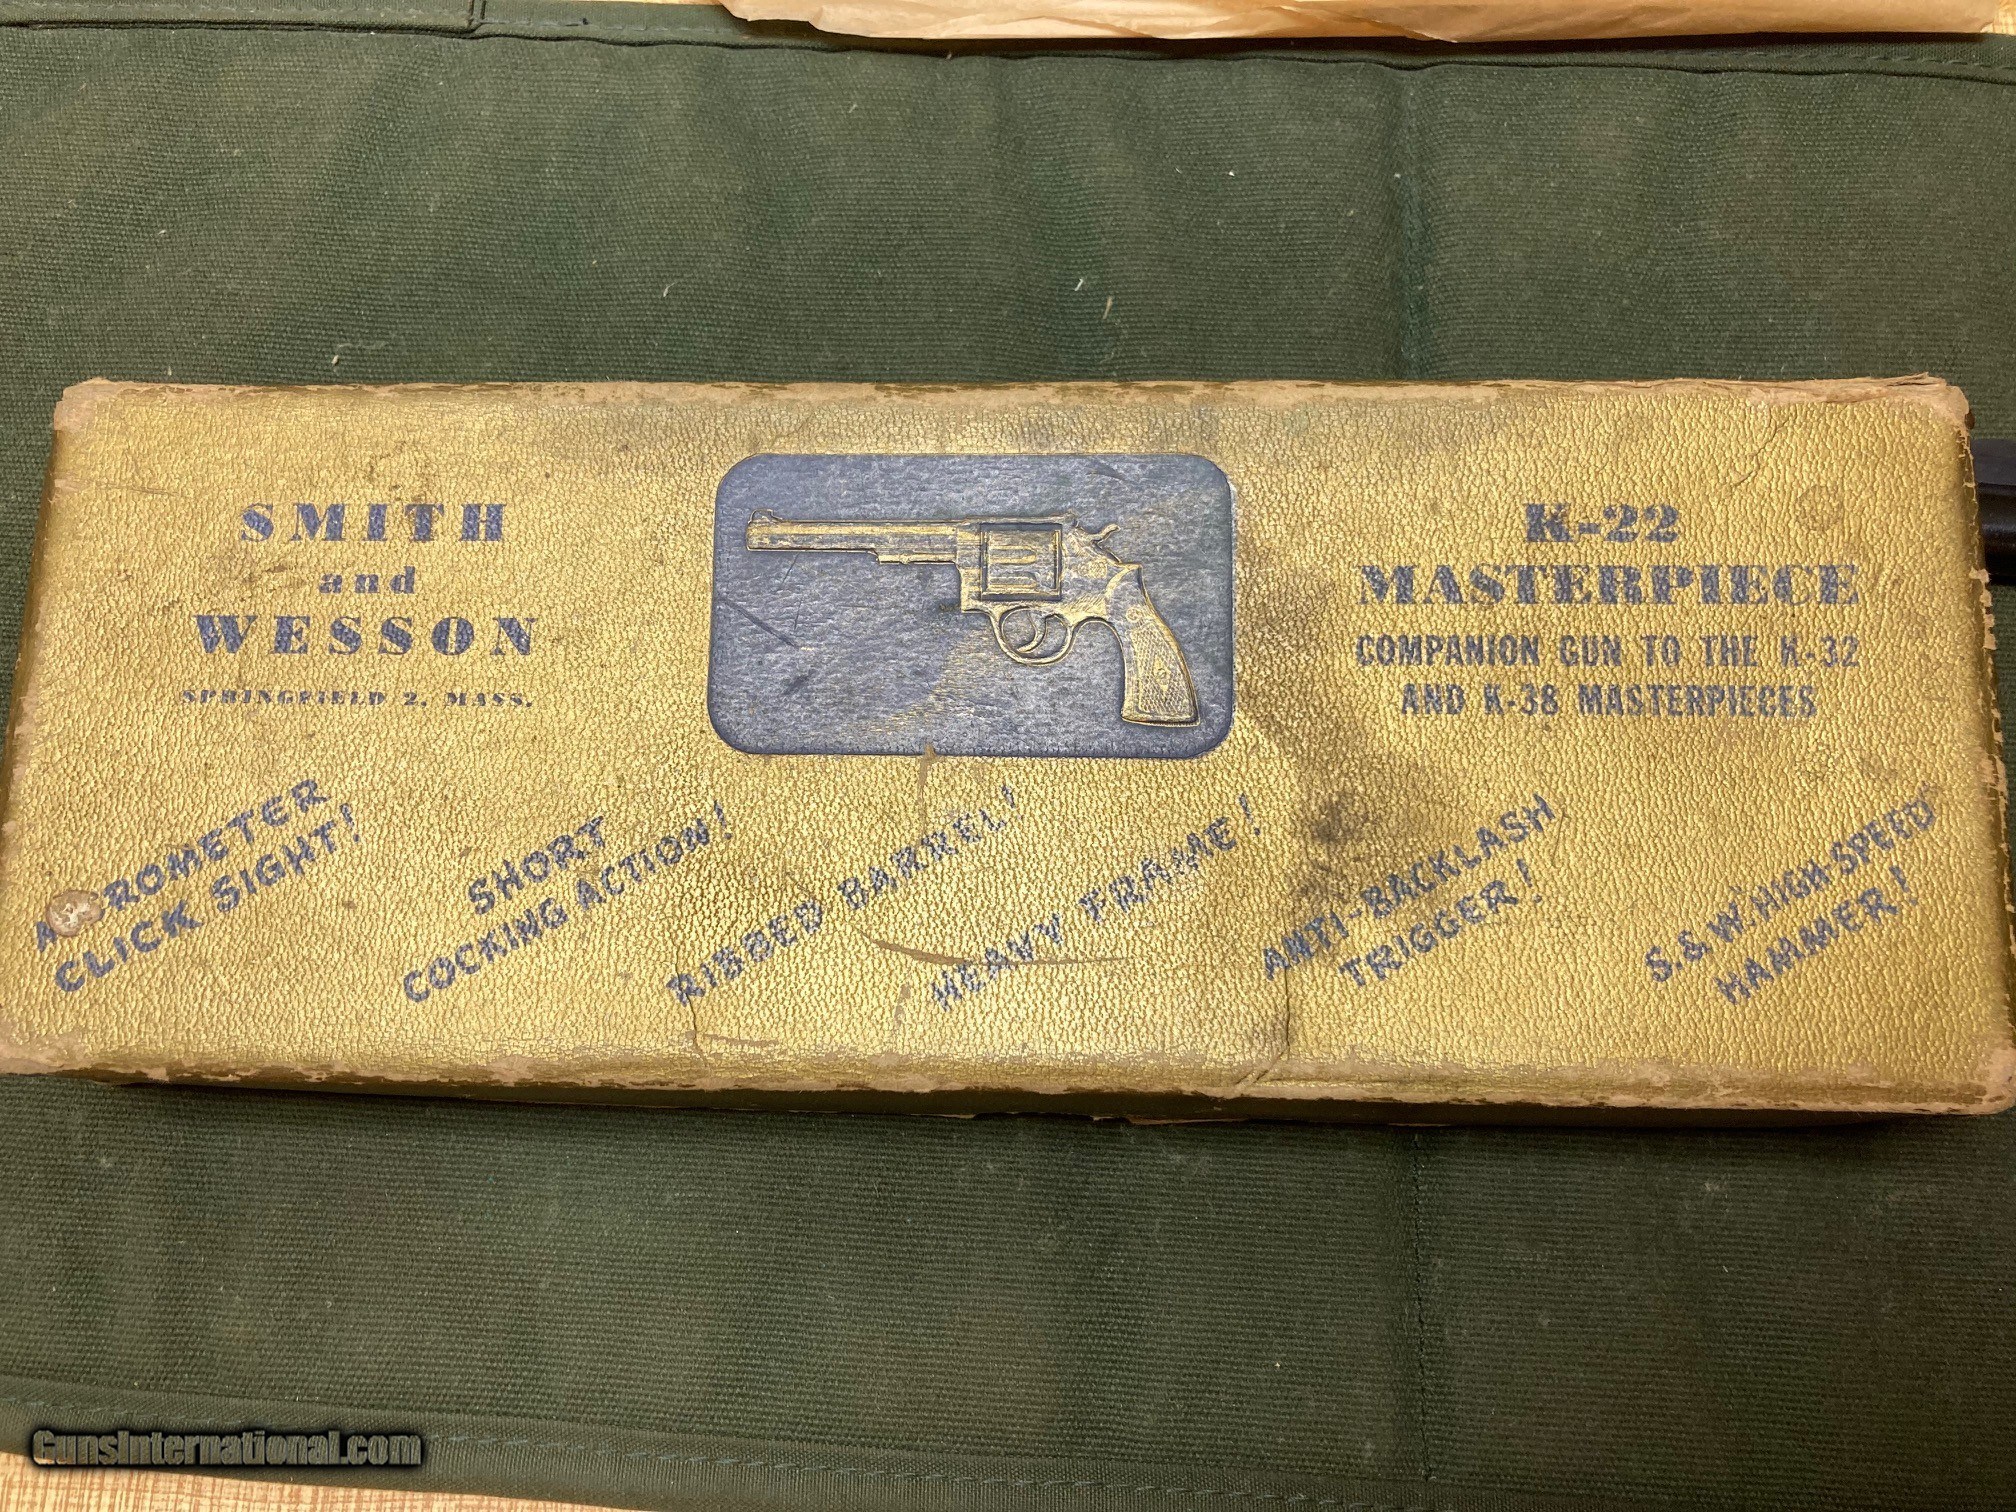 SMITH
and
WESSON
SPRINGFIELD 2, MASS.
K-22
MASTERPIECE
COMPANION GUN TO THE K-32
AND K-38 MASTERPIECES
CLICK SIGHT!
SHORT
COCKING ACTION!
RIBBED BARREL!
HEAVY FRAME!
ANTI-BACKLASH
TRIGGER!
S.&W. HIGH SPEED
HAMMER!
GunsInternational.com